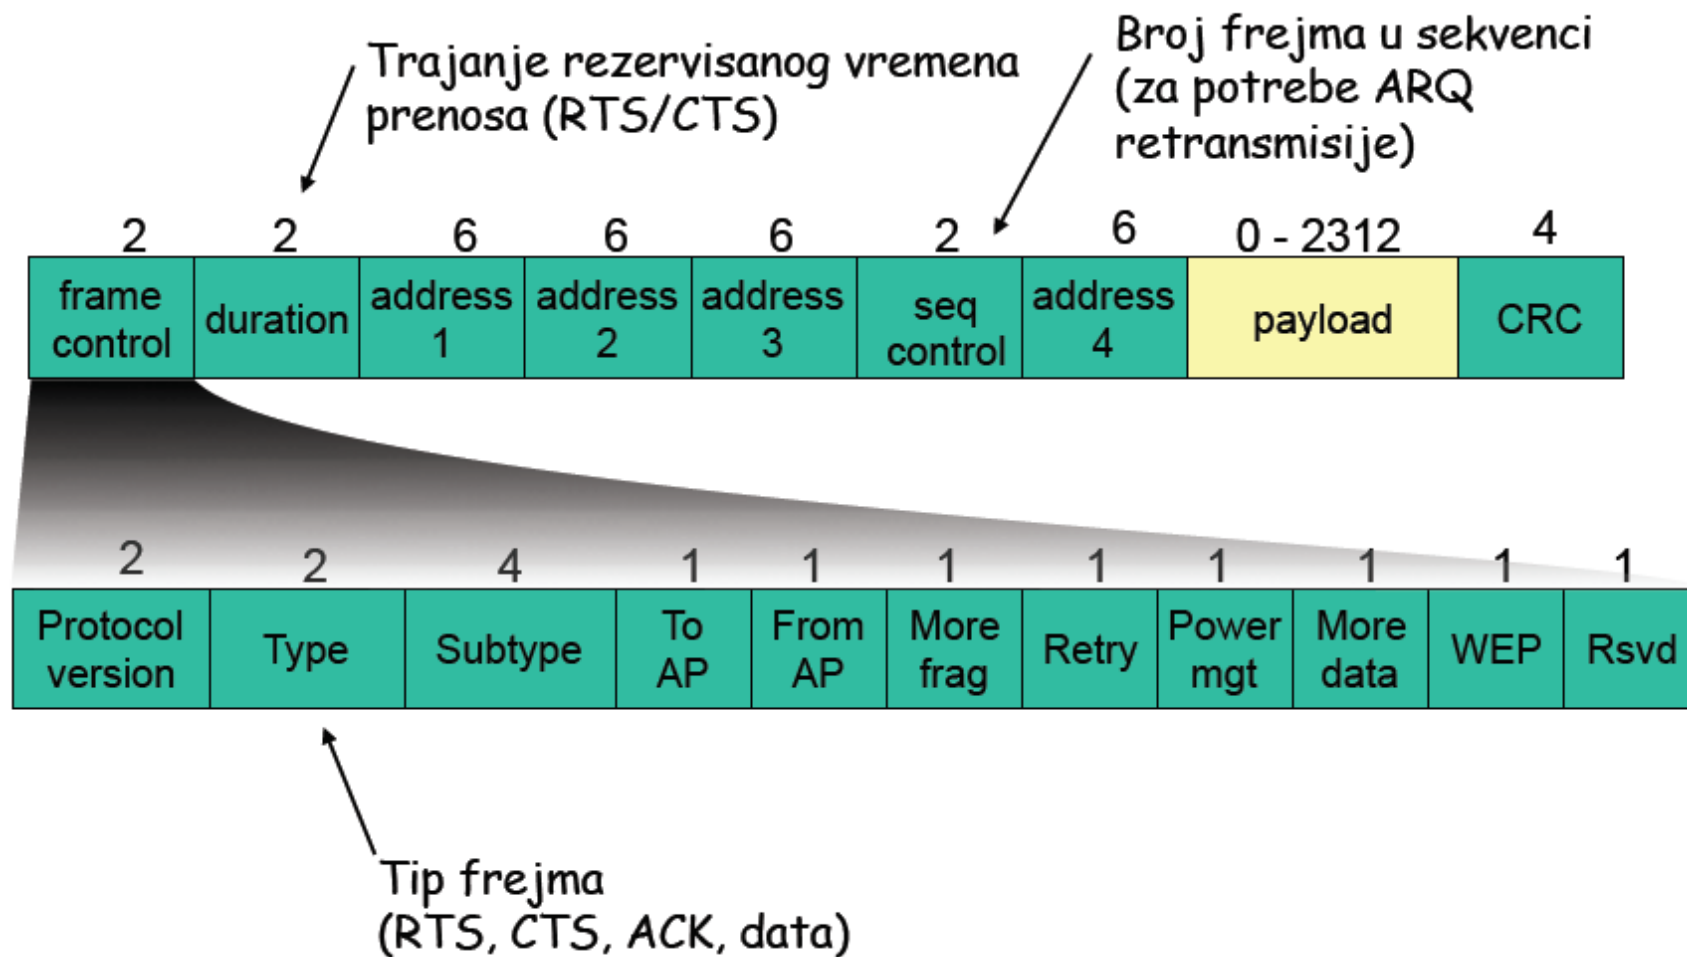 Trajanje rezervisanog vremena
prenosa (RTS/CTS)
Broj frejma u sekvenci
(za potebe ARQ
retransmisije)
2 2 6 6 6 2 6 0 - 2312 4
frame
control
duration
address
1
address
2
address
3
seq
control
address
4
payload
CRC
2 2 4 1 1 1 1 1 1 1 1
Protocol
version
Type
Subtype
To
AP
From
AP
More
frag
Retry
Power
mgt
More
data
WEP
Rsvd
Tip frejma
(RTS, CTS, ACK, data)